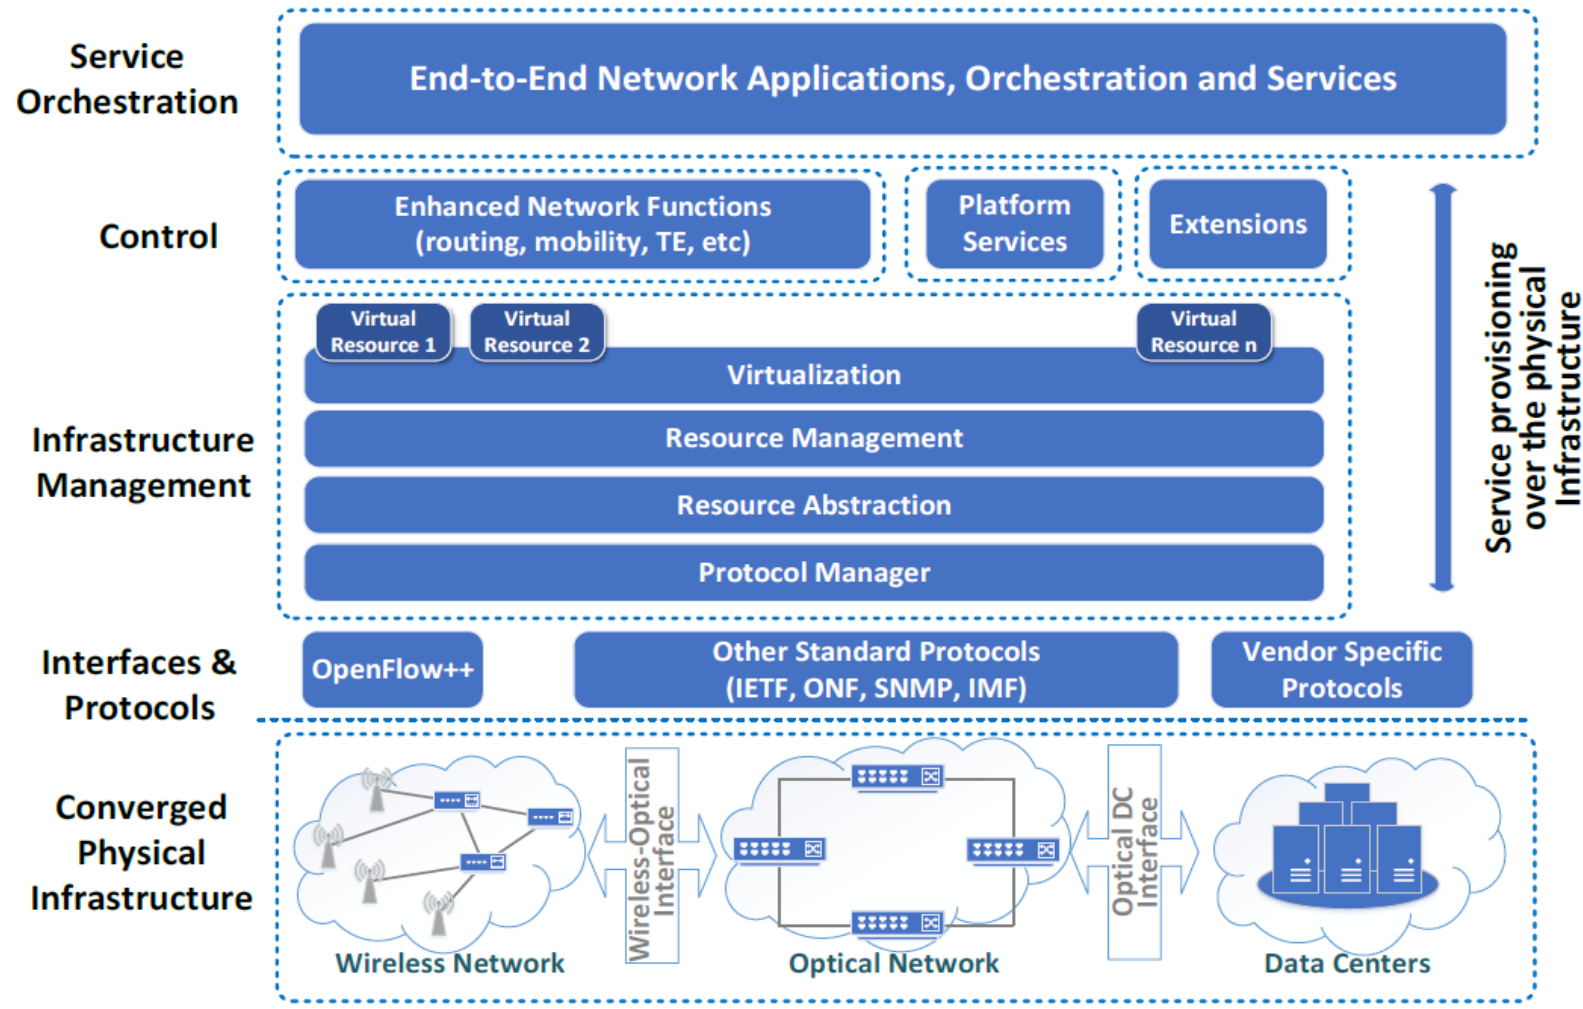 Service
Orchestration
End-to-End Network Applications, Orchestration and Services
Control
Enhanced Network Functions
(routing, mobility, TE, etc)
Platform
Services
Extensions
Service provisioning
over the physical
Infrastructure
Infrastructure
Management
Virtual
Resource 1
Virtual
Resource 2
Virtual
Resource n
Virtualization
Resource Management
Resource Abstraction
Protocol Manager
Interfaces &
Protocols
OpenFlow++
Other Standard Protocols
(IETF, ONF, SNMP, IMF)
Vendor Specific
Protocols
Converged
Physical
Infrastructure
Wireless-Optical
Interface
Optical DC
Interface
Wireless Network
Optical Network
Data Centers